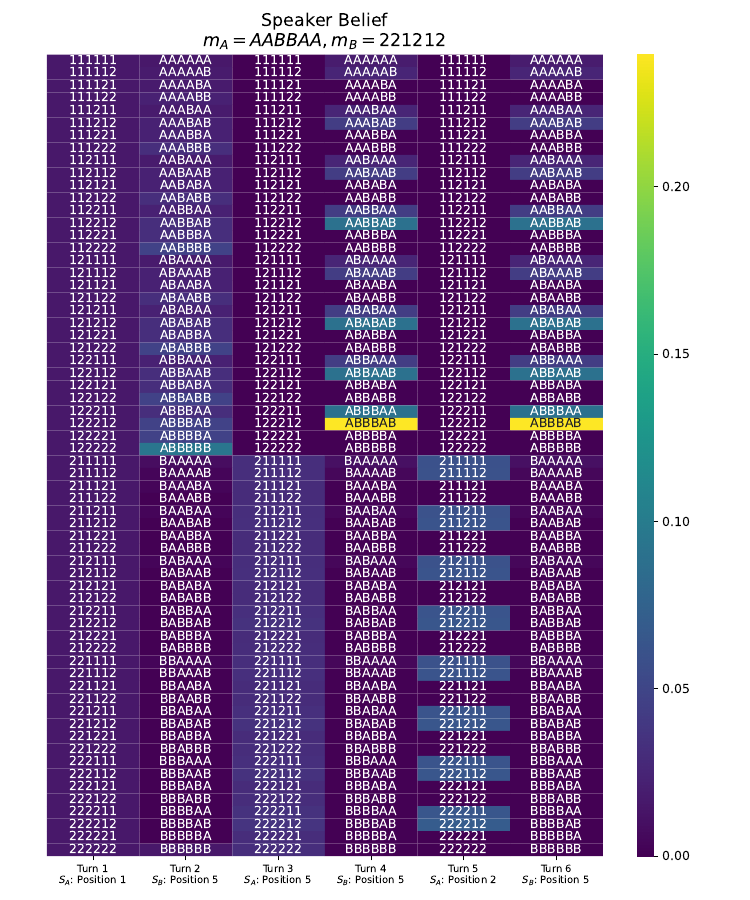 Speaker Belief
m_A = AABBAA, m_B = 221212
111111 AAAAAA 111111 AAAAAA 111111 AAAAAA
111112 AAAAAB 111112 AAAAAB 111112 AAAAAB
111121 AAAABA 111121 AAAABA 111121 AAAABA
111122 AAAABB 111122 AAAABB 111122 AAAABB
111211 AAABAA 111211 AAABAA 111211 AAABAA
111212 AAABAB 111212 AAABAB 111212 AAABAB
111221 AAABBA 111221 AAABBA 111221 AAABBA
111222 AAABBB 111222 AAABBB 111222 AAABBB
112111 AABAAA 112111 AABAAA 112111 AABAAA
112112 AABAAB 112112 AABAAB 112112 AABAAB
112121 AABABA 112121 AABABA 112121 AABABA
112122 AABABB 112122 AABABB 112122 AABABB
112211 AABBAA 112211 AABBAA 112211 AABBAA
112212 AABBAB 112212 AABBAB 112212 AABBAB
112221 AABBBA 112221 AABBBA 112221 AABBBA
112222 AABBBB 112222 AABBBB 112222 AABBBB
121111 ABAAAA 121111 ABAAAA 121111 ABAAAA
121112 ABAAAB 121112 ABAAAB 121112 ABAAAB
121121 ABAABA 121121 ABAABA 121121 ABAABA
121122 ABAABB 121122 ABAABB 121122 ABAABB
121211 ABABAA 121211 ABABAA 121211 ABABAA
121212 ABABAB 121212 ABABAB 121212 ABABAB
121221 ABABBA 121221 ABABBA 121221 ABABBA
121222 ABABBB 121222 ABABBB 121222 ABABBB
122111 ABBAAA 122111 ABBAAA 122111 ABBAAA
122112 ABBAAB 122112 ABBAAB 122112 ABBAAB
122121 ABBABA 122121 ABBABA 122121 ABBABA
122122 ABBABB 122122 ABBABB 122122 ABBABB
122211 ABBBAA 122211 ABBBAA 122211 ABBBAA
122212 ABBBAB 122212 ABBBAB 122212 ABBBAB
122221 ABBBBA 122221 ABBBBA 122221 ABBBBA
122222 ABBBBB 122222 ABBBBB 122222 ABBBBB
211111 BAAAAA 211111 BAAAAA 211111 BAAAAA
211112 BAAAAB 211112 BAAAAB 211112 BAAAAB
211121 BAAABA 211121 BAAABA 211121 BAAABA
211122 BAAABB 211122 BAAABB 211122 BAAABB
211211 BAABAA 211211 BAABAA 211211 BAABAA
211212 BAABAB 211212 BAABAB 211212 BAABAB
211221 BAABBA 211221 BAABBA 211221 BAABBA
211222 BAABBB 211222 BAABBB 211222 BAABBB
212111 BABAAA 212111 BABAAA 212111 BABAAA
212112 BABAAB 212112 BABAAB 212112 BABAAB
212121 BABABA 212121 BABABA 212121 BABABA
212122 BABABB 212122 BABABB 212122 BABABB
212211 BABBAA 212211 BABBAA 212211 BABBAA
212212 BABBAB 212212 BABBAB 212212 BABBAB
212221 BABBBA 212221 BABBBA 212221 BABBBA
212222 BABBBB 212222 BABBBB 212222 BABBBB
221111 BBAAAA 221111 BBAAAA 221111 BBAAAA
221112 BBAAAB 221112 BBAAAB 221112 BBAAAB
221121 BBAABA 221121 BBAABA 221121 BBAABA
221122 BBAABB 221122 BBAABB 221122 BBAABB
221211 BBABAA 221211 BBABAA 221211 BBABAA
221212 BBABAB 221212 BBABAB 221212 BBABAB
221222 BBABBA 221221 BBABBA 221221 BBABBA
221222 BBABBB 221222 BBABBB 221222 BBABBB
222111 BBBAAA 222111 BBBAAA 222111 BBBAAA
222112 BBBAAB 222112 BBBAAB 222112 BBBAAB
222121 BBBABA 222121 BBBABA 222121 BBBABA
222122 BBBABB 222122 BBBABB 222122 BBBABB
222211 BBBBAA 222211 BBBBAA 222211 BBBBAA
222212 BBBBAB 222212 BBBBAB 222212 BBBBAB
222221 BBBBBA 222221 BBBBBA 222221 BBBBBA
222222 BBBBBB 222222 BBBBBB 222222 BBBBBB
Turn 1 Turn 2 Turn 3 Turn 4 Turn 5 Turn 6
S_A: Position 1 S_B: Position 5 S_A: Position 5 S_B: Position 5 S_A: Position 2 S_B: Position 5
0.20
0.15
0.10
0.05
0.00